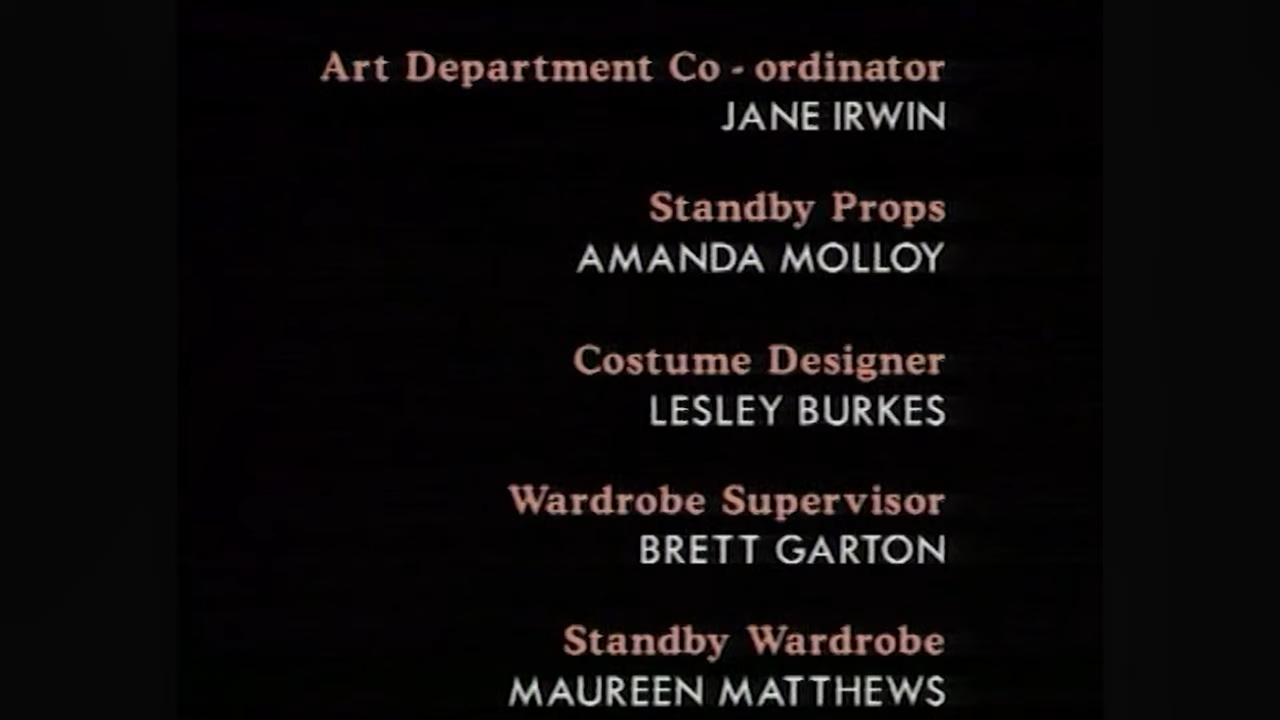 Art Department Co - ordinator
JANE IRWIN
Standby Props
AMANDA MOLLOY
Costume Designer
LESLEY BURKES
Wardrobe Supervisor
BRETT GARTON
Standby Wardrobe
MAUREEN MATTHEWS